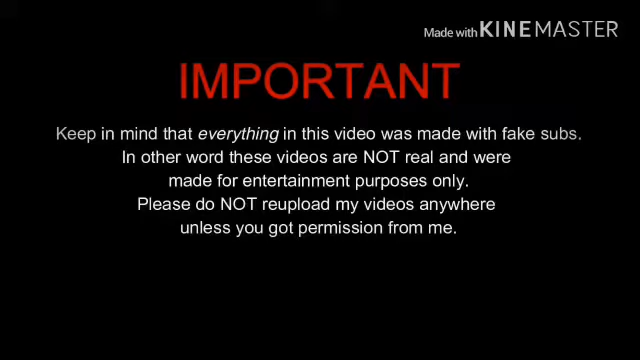 Made with KINEMASTER
IMPORTANT
Keep in mind that everything in this video was made with fake subs.
In other word these videos are NOT real and were
made for entertainment purposes only.
Please do NOT reupload my videos anywhere
unless you got permission from me.